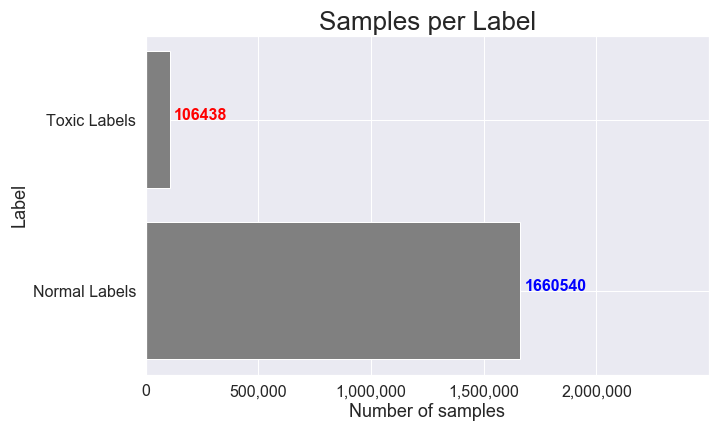 Samples per Label
Toxic Labels
106438
Label
Normal Labels
1660540
0 500,000 1,000,000 1,500,000 2,000,000
Number of samples